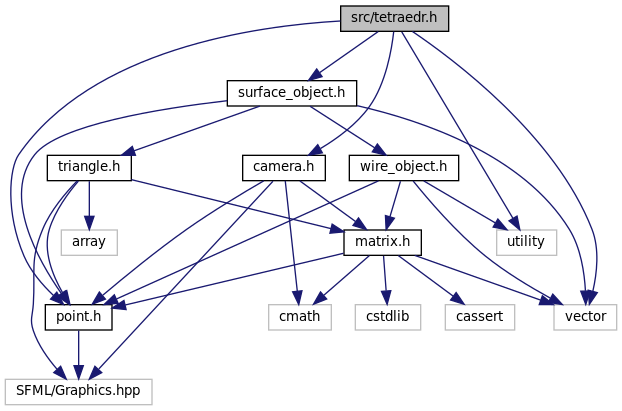 src/tetraedr.h
surface_object.h
triangle.h
camera.h
wire_object.h
array
matrix.h
utility
point.h
cmath
cstdlib
cassert
vector
SFML/Graphics.hpp